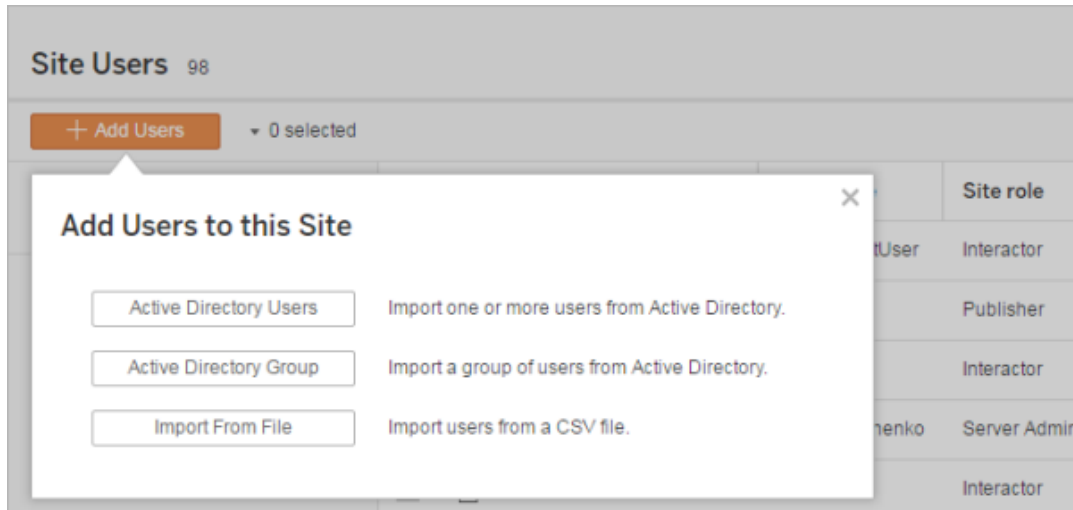 Site Users 98
+ Add Users 0 selected
Site role
Add Users to this Site
tUser Interactor
Active Directory Users Import one or more users from Active Directory.
Publisher
Active Directory Group Import a group of users from Active Directory.
Interactor
Import From File Import users from a CSV file.
nenko Server Admin
Interactor